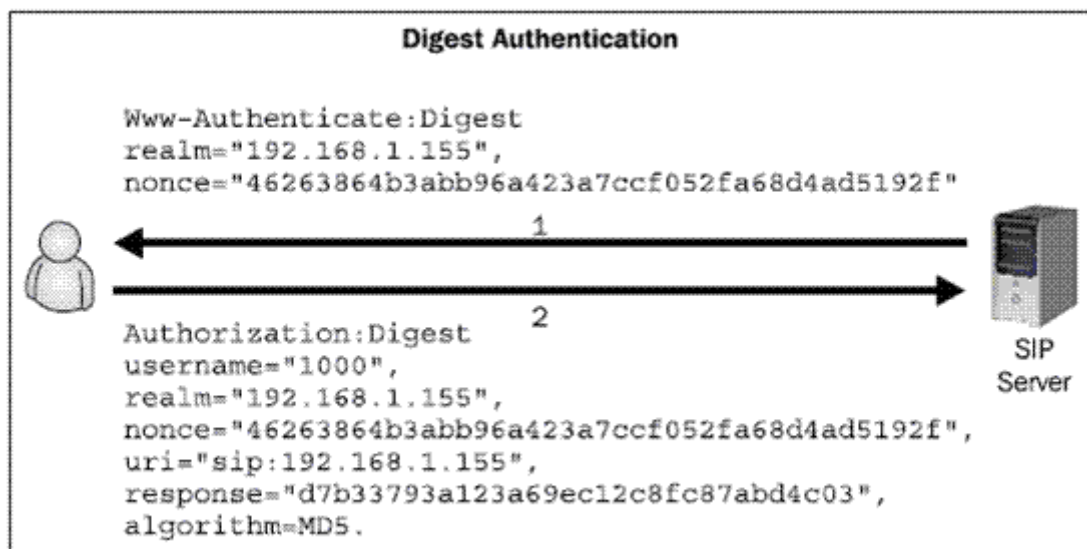 Digest Authentication
Www-Authenticate:Digest
realm="192.168.1.155",
nonce="46263864b3abb96a423a7ccf052fa68d4ad5192f"
1
2
Authorization:Digest
username="1000",
realm="192.168.1.155",
nonce="46263864b3abb96a423a7ccf052fa68d4ad5192f",
uri="sip:192.168.1.155",
response="d7b33793a123a69ec12c8fc87abd4c03",
algorithm=MD5.
SIP
Server